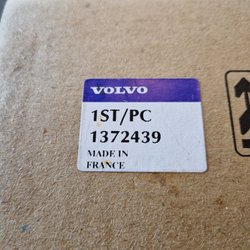 VOLVO
1ST/PC
1372439
MADE IN
FRANCE